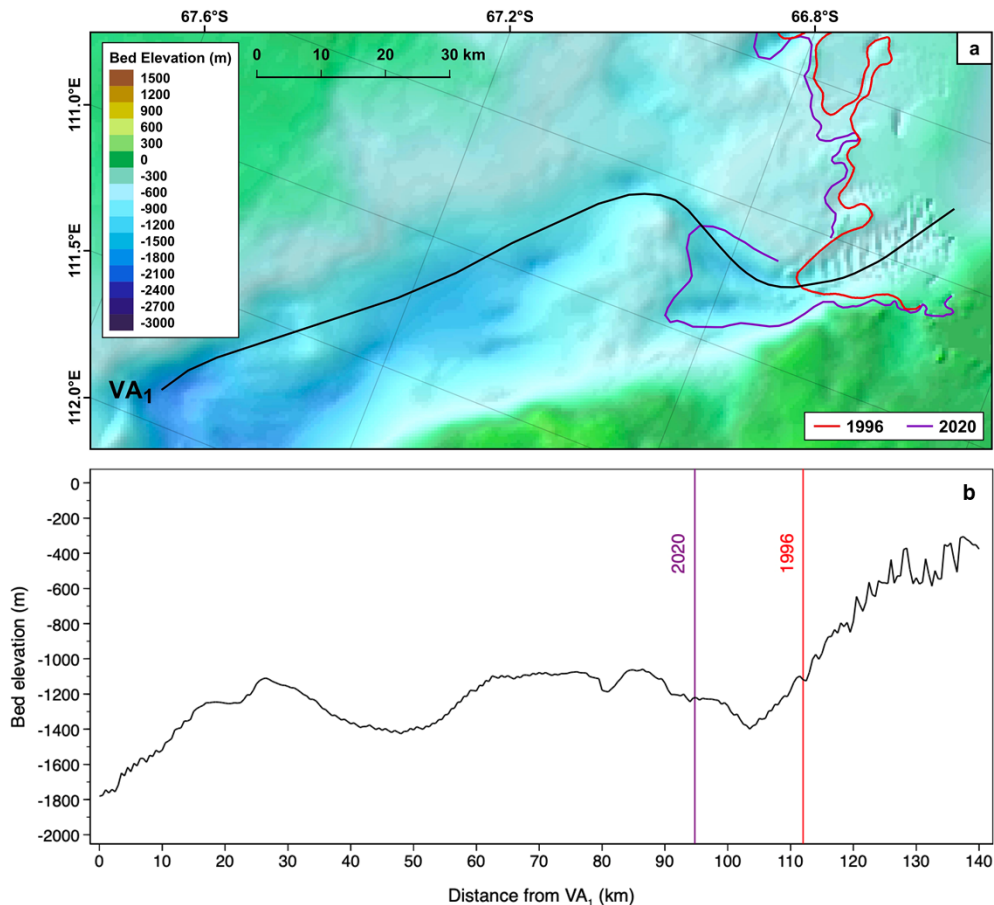 67.6°S 67.2°S 66.8°S
a
Bed Elevation (m)
1500
1200
900
600
300
0
-300
-600
-900
-1200
-1500
-1800
-2100
-2400
-2700
-3000
0 10 20 30 km
111.0°E
111.5°E
112.0°E
VA1
1996 2020
b
Bed elevation (m)
0
-200
-400
-600
-800
-1000
-1200
-1400
-1600
-1800
-2000
2020
1996
0 10 20 30 40 50 60 70 80 90 100 110 120 130 140
Distance from VA1 (km)